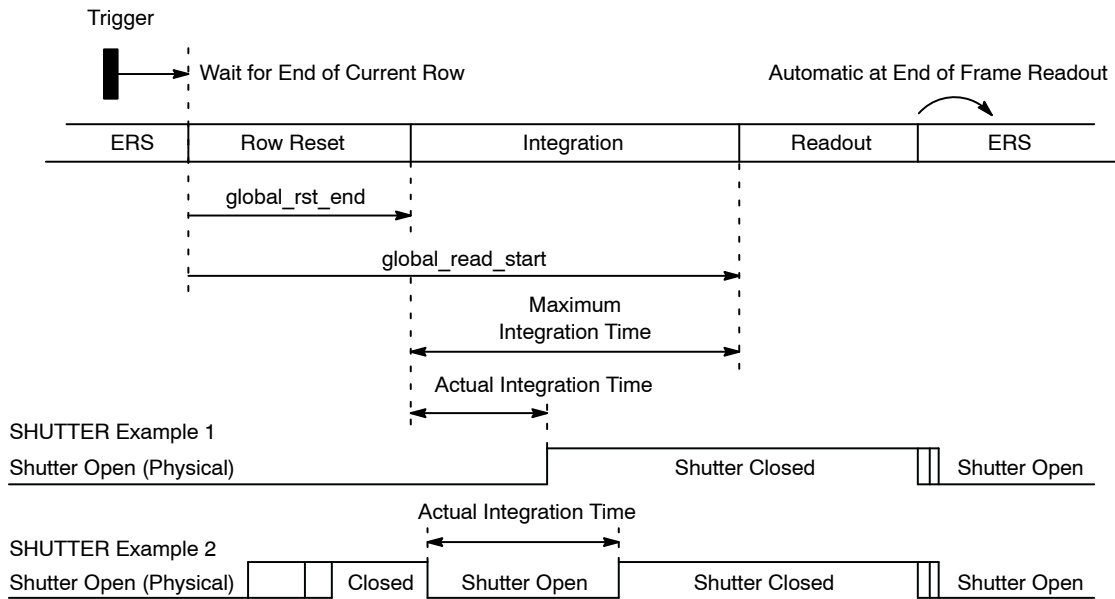 Trigger
Wait for End of Current Row
Automatic at End of Frame Readout
ERS Row Reset Integration Readout ERS
global_rst_end
global_read_start
Maximum
Integration Time
Actual Integration Time
SHUTTER Example 1
Shutter Open (Physical) Shutter Closed Shutter Open
Actual Integration Time
SHUTTER Example 2
Shutter Open (Physical) Closed Shutter Open Shutter Closed Shutter Open